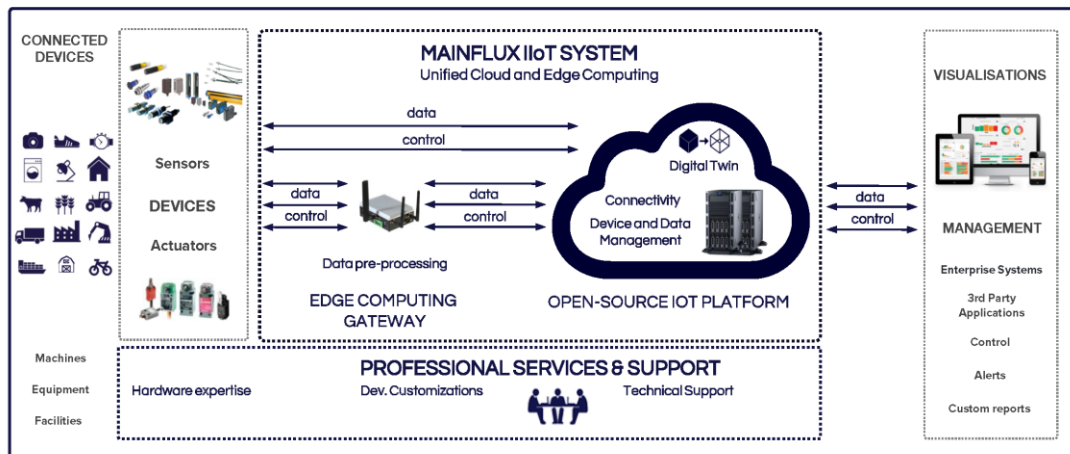 CONNECTED
DEVICES
Machines
Equipment
Facilities
Sensors
DEVICES
Actuators
MAINFLUX IIoT SYSTEM
Unified Cloud and Edge Computing
data
control
data
control
data
control
Data pre-processing
EDGE COMPUTING
GATEWAY
Digital Twin
Connectivity
Device and Data
Management
OPEN-SOURCE IOT PLATFORM
data
control
PROFESSIONAL SERVICES & SUPPORT
Hardware expertise
Dev. Customizations
Technical Support
VISUALISATIONS
MANAGEMENT
Enterprise Systems
3rd Party
Applications
Control
Alerts
Custom reports